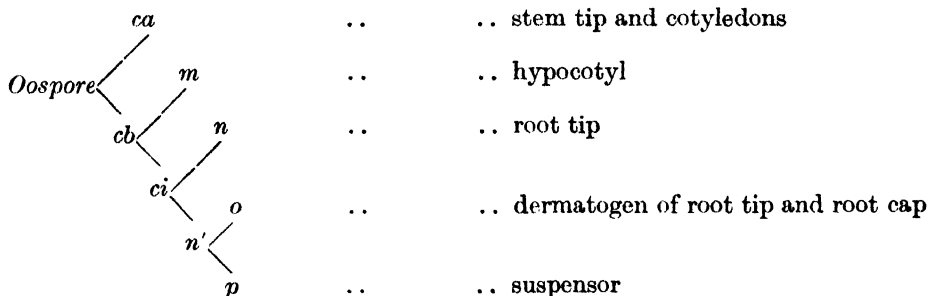 ca .. .. stem tip and cotyledons
Oospore m .. .. hypocotyl
cb n .. .. root tip
ci
o .. .. dermatogen of root tip and root cap
n'
p .. .. suspensor